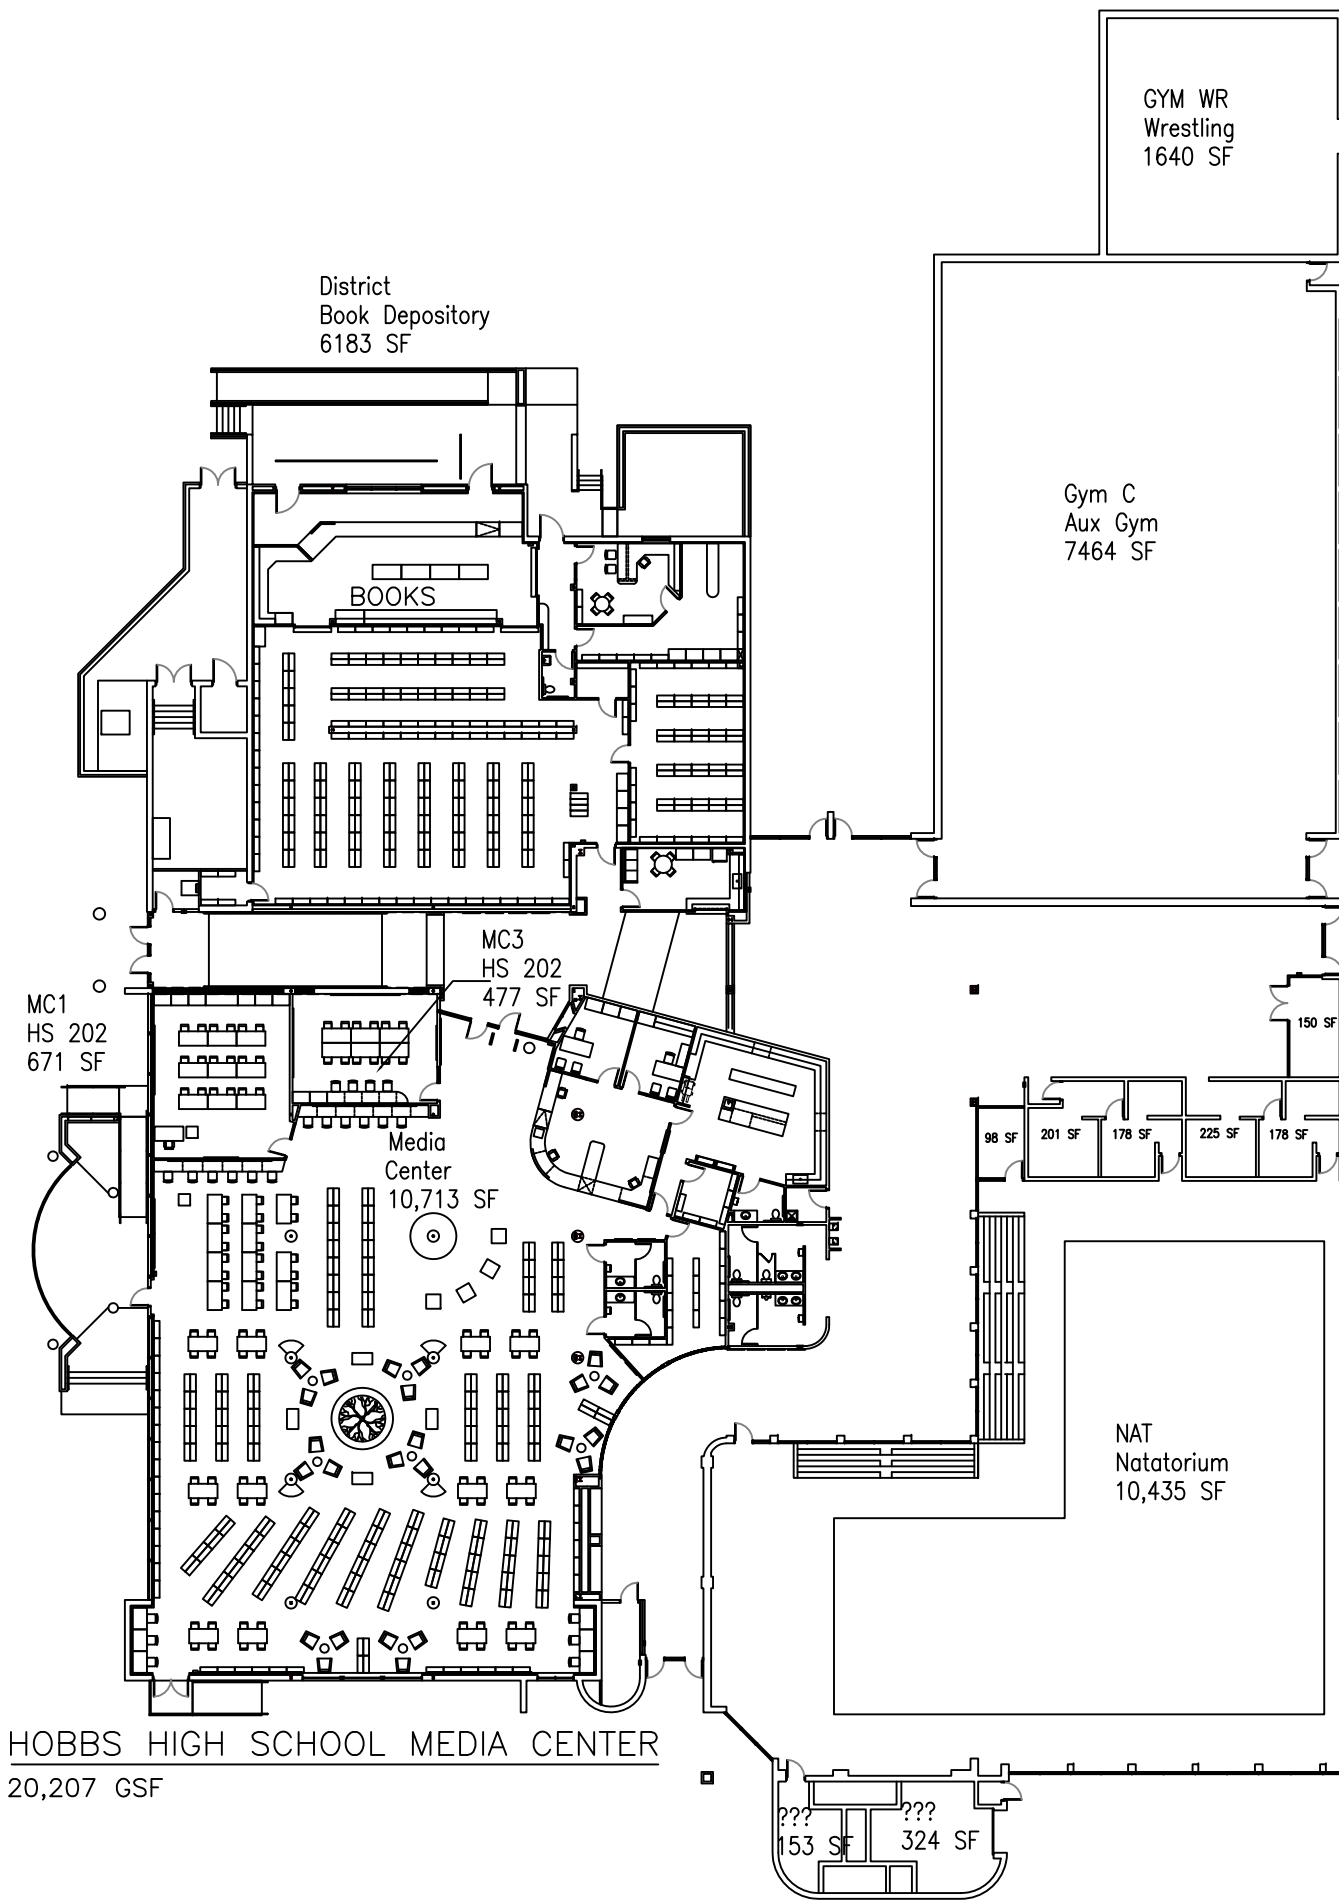 GYM WR
Wrestling
1640 SF
District
Book Depository
6183 SF
Gym C
Aux Gym
7464 SF
BOOKS
MC3
HS 202
477 SF
MC1
HS 202
671 SF
150 SF
98 SF
201 SF
178 SF
225 SF
178 SF
Media
Center
10,713 SF
NAT
Natatorium
10,435 SF
HOBBS HIGH SCHOOL MEDIA CENTER
20,207 GSF
???
153 SF
???
324 SF